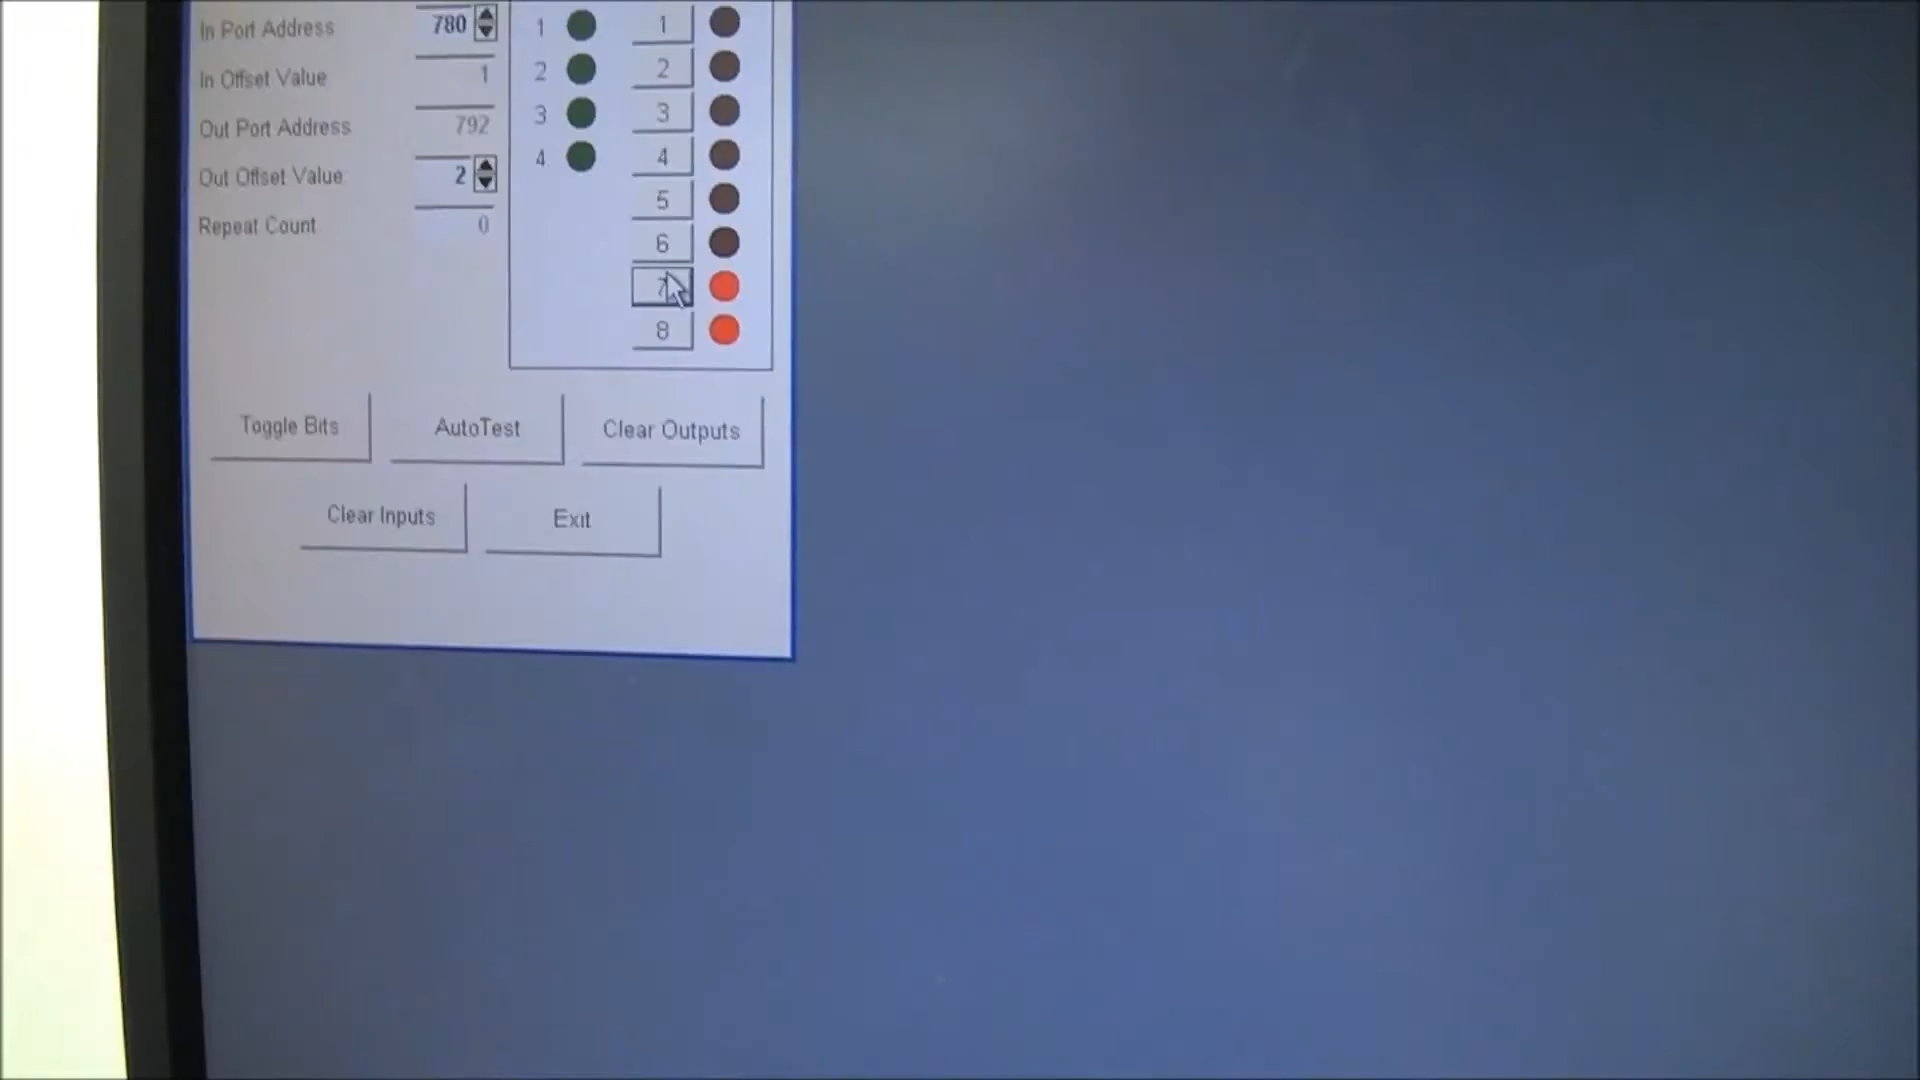 In Port Address 780
In Offset Value 1
Out Port Address 792
Out Offset Value 2
Repeat Count 0
1 1
2 2
3 3
4 4
5
6
7
8
Toggle Bits AutoTest Clear Outputs
Clear Inputs Exit